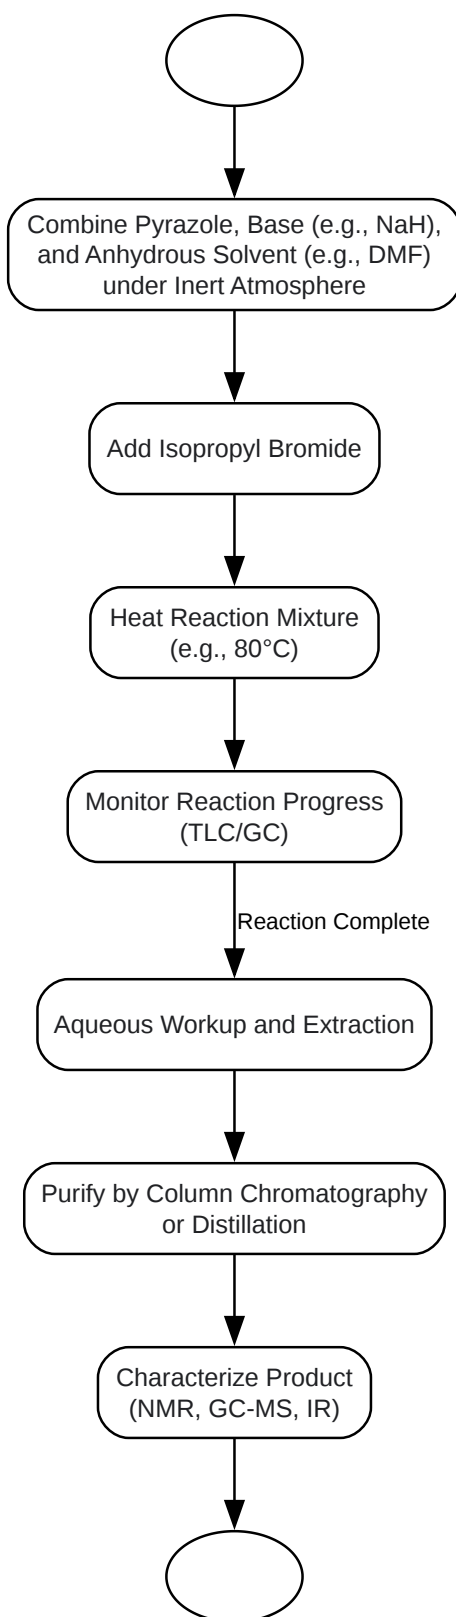 Combine Pyrazole, Base (e.g., NaH),
and Anhydrous Solvent (e.g., DMF)
under Inert Atmosphere
Add Isopropyl Bromide
Heat Reaction Mixture
(e.g., 80°C)
Monitor Reaction Progress
(TLC/GC)
Reaction Complete
Aqueous Workup and Extraction
Purify by Column Chromatography
or Distillation
Characterize Product
(NMR, GC-MS, IR)